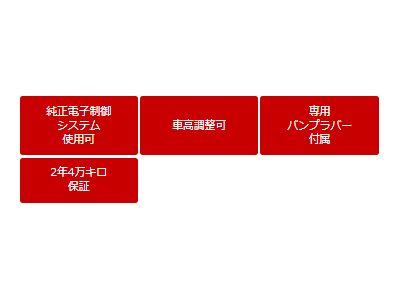 純正電子制御
システム
使用可
車高調整可
専用
バンプラバー
付属
2年4万キロ
保証